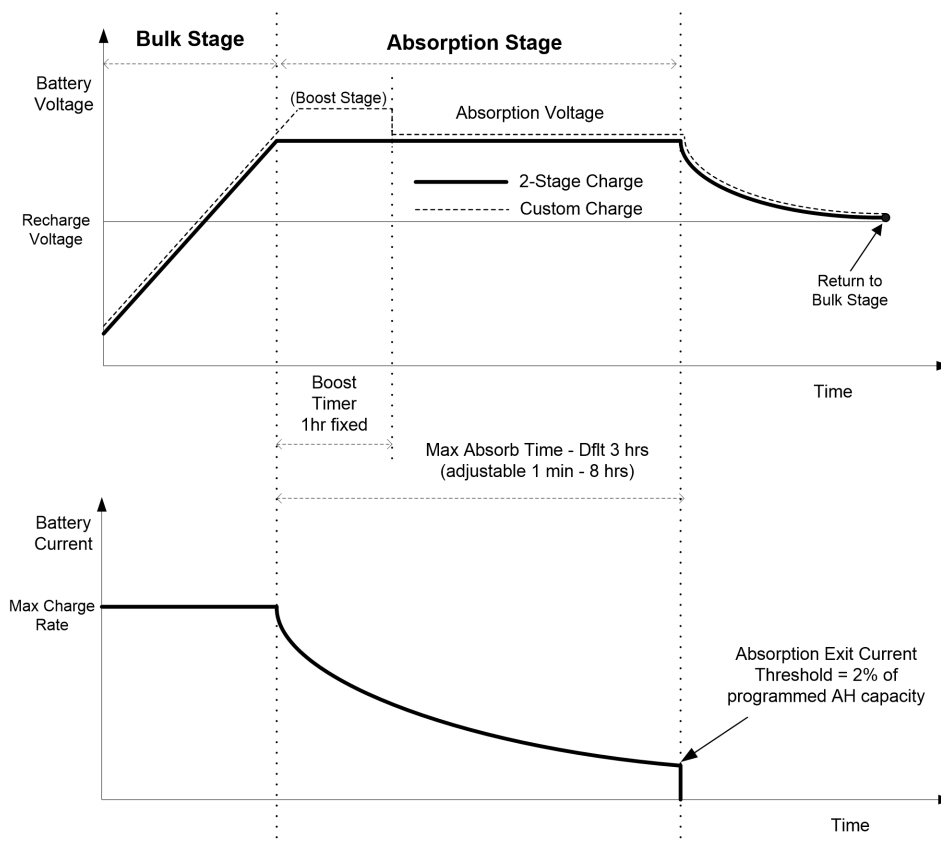 Bulk Stage
Absorption Stage
Battery
Voltage
(Boost Stage)
Absorption Voltage
2-Stage Charge
Custom Charge
Recharge
Voltage
Return to
Bulk Stage
Time
Boost
Timer
1hr fixed
Max Absorb Time - Dflt 3 hrs
(adjustable 1 min - 8 hrs)
Battery
Current
Max Charge
Rate
Absorption Exit Current
Threshold = 2% of
programmed AH capacity
Time